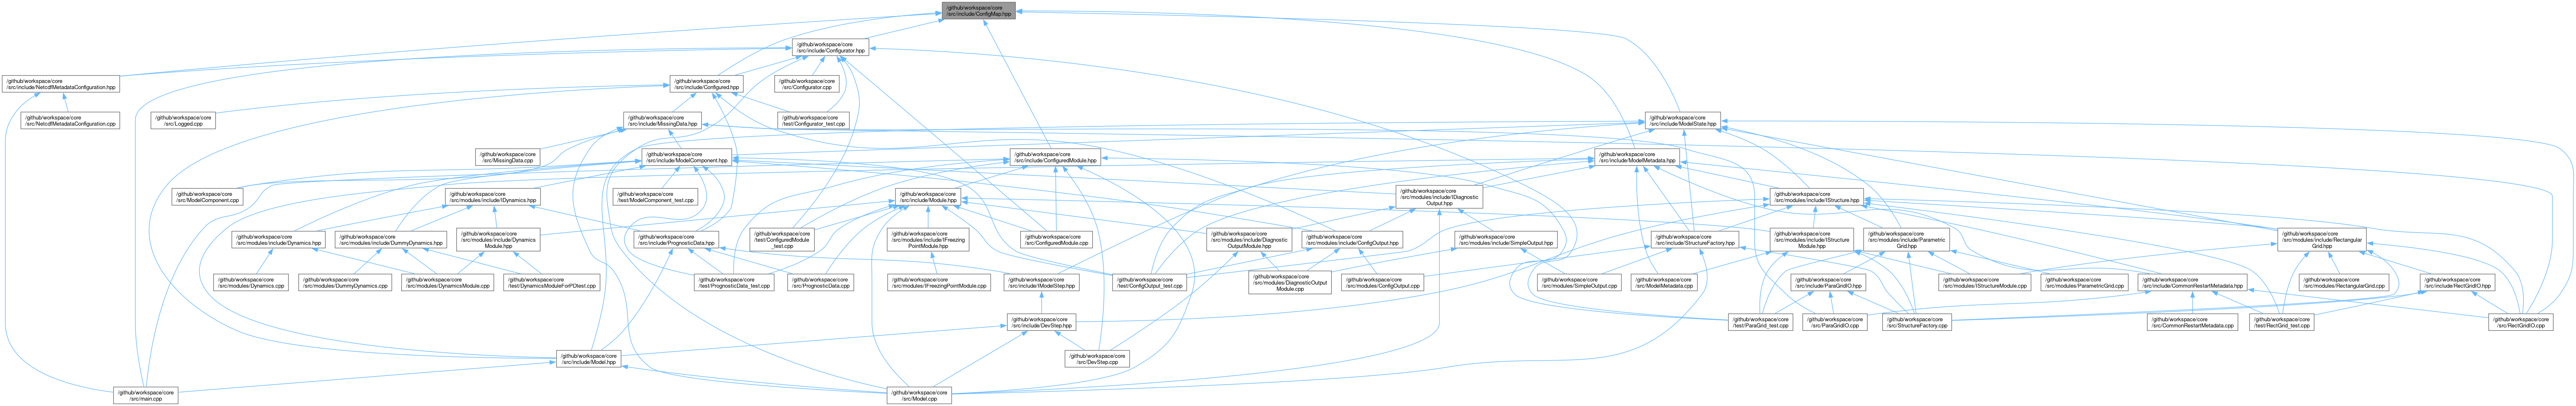 /github/workspace/core
/src/include/ConfigMap.hpp
/github/workspace/core
/src/include/Configurator.hpp
/github/workspace/core
/src/include/NetcdfMetadataConfiguration.hpp
/github/workspace/core
/src/include/Configured.hpp
/github/workspace/core
/src/Configurator.cpp
/github/workspace/core
/src/NetcdfMetadataConfiguration.cpp
/github/workspace/core
/src/Logged.cpp
/github/workspace/core
/src/include/MissingData.hpp
/github/workspace/core
/test/Configurator_test.cpp
/github/workspace/core
/src/include/ModelState.hpp
/github/workspace/core
/src/MissingData.cpp
/github/workspace/core
/src/include/ModelComponent.hpp
/github/workspace/core
/src/include/ConfiguredModule.hpp
/github/workspace/core
/src/include/ModelMetadata.hpp
/github/workspace/core
/src/ModelComponent.cpp
/github/workspace/core
/src/modules/include/IDynamics.hpp
/github/workspace/core
/test/ModelComponent_test.cpp
/github/workspace/core
/src/include/Module.hpp
/github/workspace/core
/src/modules/include/IDiagnostic
Output.hpp
/github/workspace/core
/src/modules/include/IStructure.hpp
/github/workspace/core
/src/modules/include/Dynamics.hpp
/github/workspace/core
/src/modules/include/DummyDynamics.hpp
/github/workspace/core
/src/modules/include/Dynamics
Module.hpp
/github/workspace/core
/src/include/PrognosticData.hpp
/github/workspace/core
/test/ConfiguredModule
_test.cpp
/github/workspace/core
/src/modules/include/IFreezing
PointModule.hpp
/github/workspace/core
/src/ConfiguredModule.cpp
/github/workspace/core
/src/modules/include/Diagnostic
OutputModule.hpp
/github/workspace/core
/src/modules/include/ConfigOutput.hpp
/github/workspace/core
/src/modules/include/SimpleOutput.hpp
/github/workspace/core
/src/include/StructureFactory.hpp
/github/workspace/core
/src/modules/include/IStructure
Module.hpp
/github/workspace/core
/src/modules/include/Parametric
Grid.hpp
/github/workspace/core
/src/modules/include/Rectangular
Grid.hpp
/github/workspace/core
/src/modules/Dynamics.cpp
/github/workspace/core
/src/modules/DummyDynamics.cpp
/github/workspace/core
/src/modules/DynamicsModule.cpp
/github/workspace/core
/test/DynamicsModuleForPDtest.cpp
/github/workspace/core
/test/PrognosticData_test.cpp
/github/workspace/core
/src/PrognosticData.cpp
/github/workspace/core
/src/modules/IFreezingPointModule.cpp
/github/workspace/core
/src/include/IModelStep.hpp
/github/workspace/core
/test/ConfigOutput_test.cpp
/github/workspace/core
/src/modules/DiagnosticOutput
Module.cpp
/github/workspace/core
/src/modules/ConfigOutput.cpp
/github/workspace/core
/src/modules/SimpleOutput.cpp
/github/workspace/core
/src/ModelMetadata.cpp
/github/workspace/core
/src/include/ParaGridIO.hpp
/github/workspace/core
/src/modules/IStructureModule.cpp
/github/workspace/core
/src/modules/ParametricGrid.cpp
/github/workspace/core
/src/include/CommonRestartMetadata.hpp
/github/workspace/core
/src/modules/RectangularGrid.cpp
/github/workspace/core
/src/include/RectGridIO.hpp
/github/workspace/core
/src/include/DevStep.hpp
/github/workspace/core
/test/ParaGrid_test.cpp
/github/workspace/core
/src/ParaGridIO.cpp
/github/workspace/core
/src/StructureFactory.cpp
/github/workspace/core
/src/CommonRestartMetadata.cpp
/github/workspace/core
/test/RectGrid_test.cpp
/github/workspace/core
/src/RectGridIO.cpp
/github/workspace/core
/src/include/Model.hpp
/github/workspace/core
/src/DevStep.cpp
/github/workspace/core
/src/main.cpp
/github/workspace/core
/src/Model.cpp